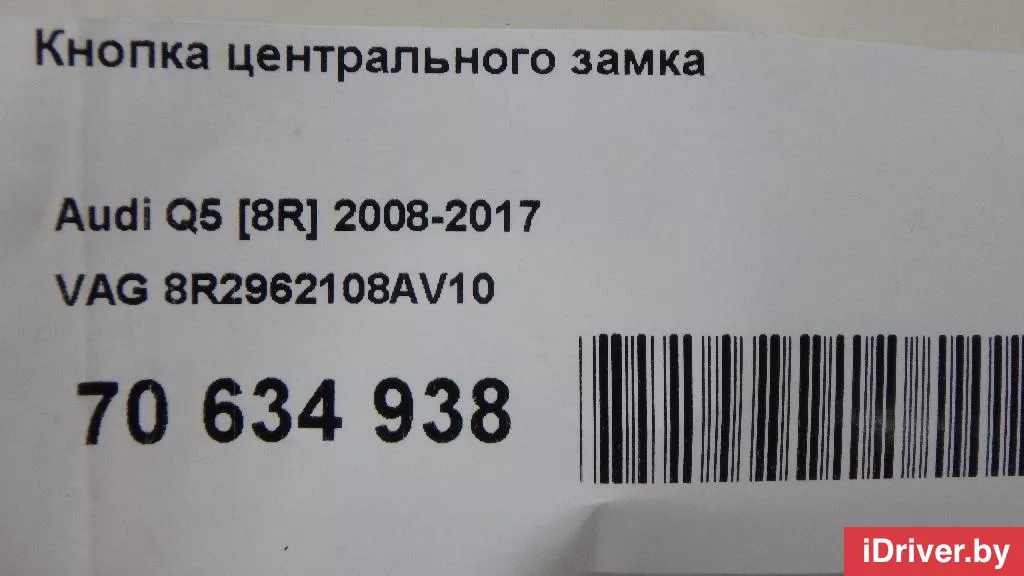 Кнопка центрального замка
Audi Q5 [8R] 2008-2017
VAG 8R2962108AV10
70 634 938
iDriver.by